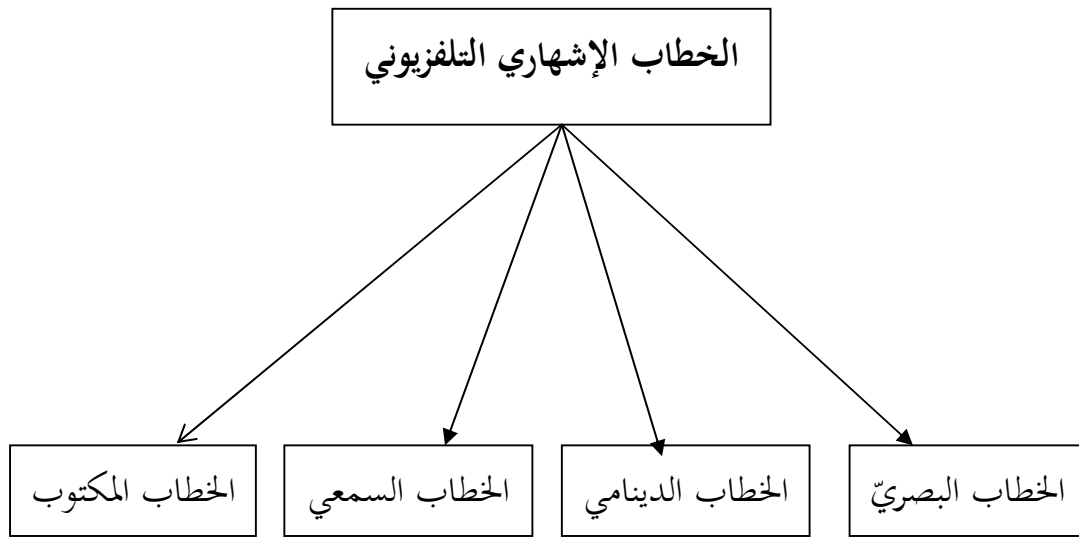 الخطاب الإشهاري التلفزيوني
الخطاب البصريّ
الخطاب الدينامي
الخطاب السمعي
الخطاب المكتوب